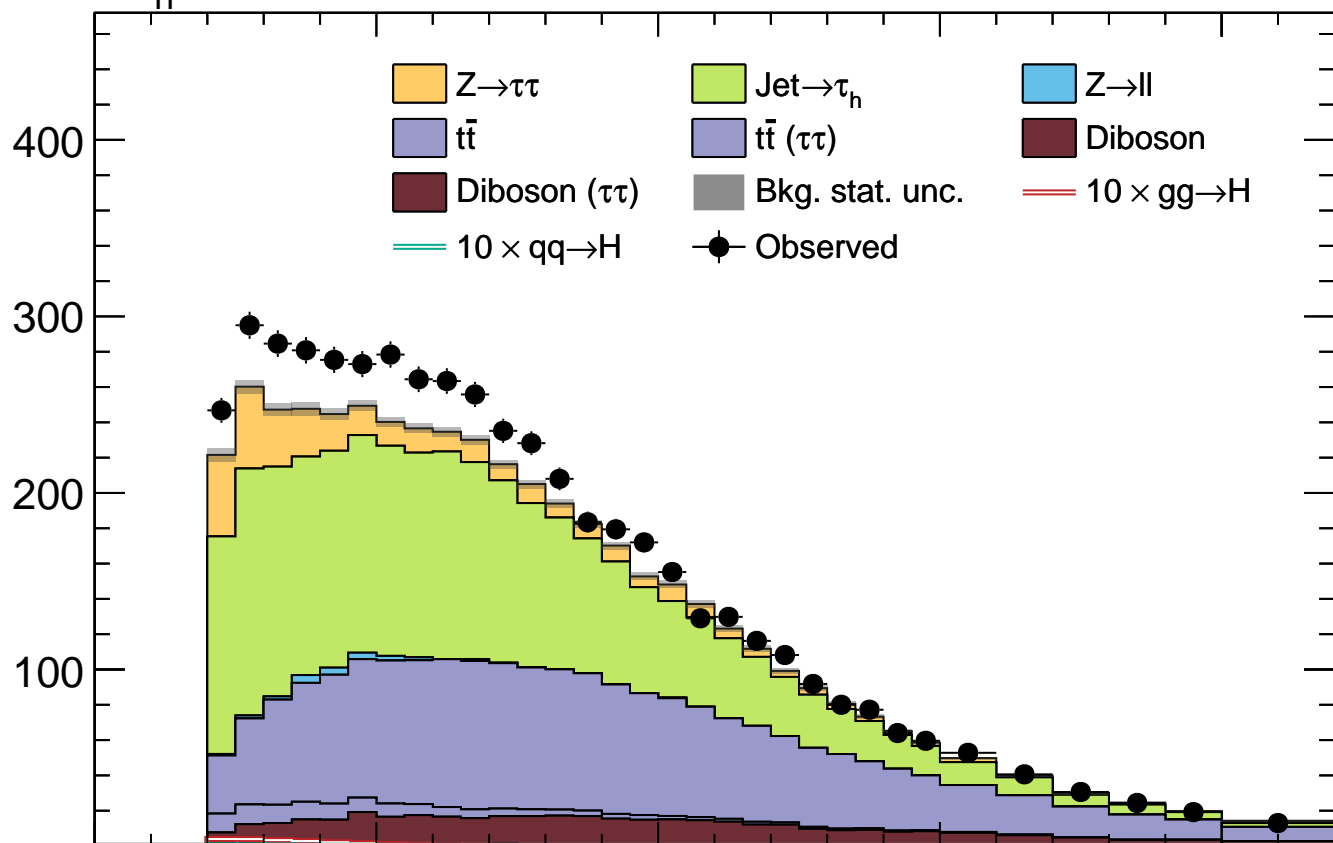 H
Z→ττ Jet→τh Z→ll
tt̄ tt̄ (ττ) Diboson
Diboson (ττ) Bkg. stat. unc. 10 × gg→H
10 × qq→H Observed
400
300
200
100